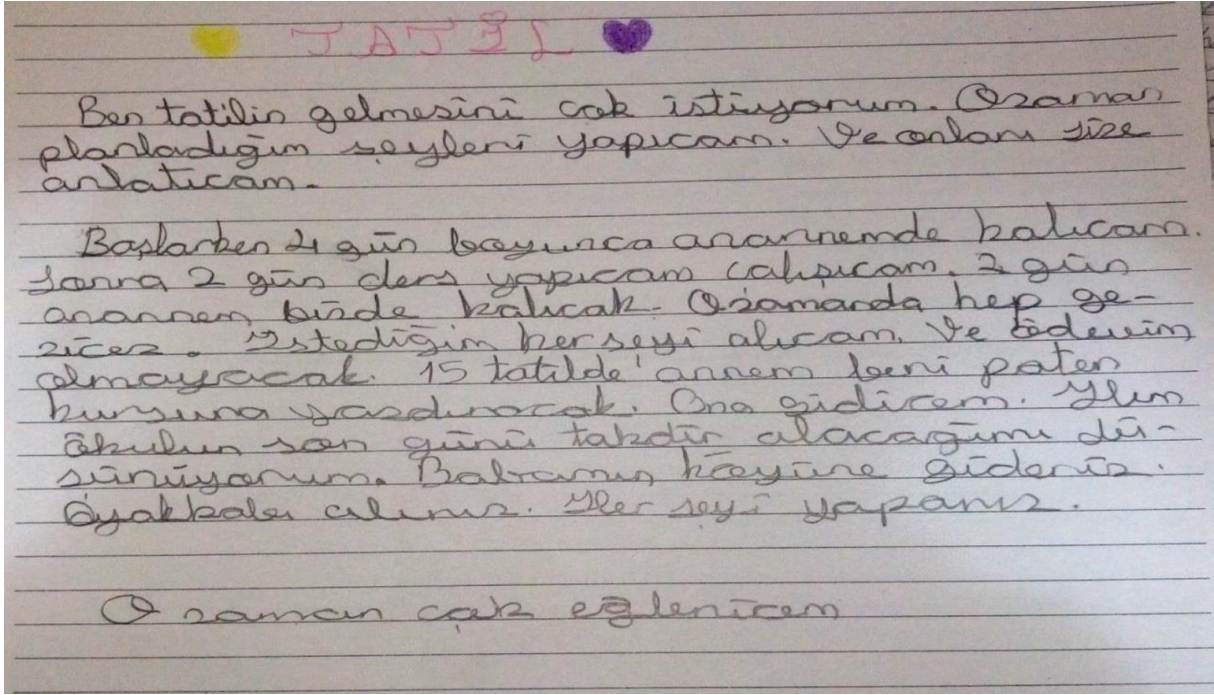 TATİL
Ben tatilin gelmesini çok istiyorum. Ozaman
planladığım şeyleri yapıcam. Ve onları size
anlatıcam.
Başlarken 4 gün boyunca anannemde kalıcam.
Sonra 2 gün ders yapıcam çalışıcam. 2 gün
anannem bizde kalıcak. Ozamanda hep ge-
zicez. İstediğim herşeyi alıcam. Ve ödevim
olmayacak. 15 tatilde annem beni paten
kursuna yazdıracak. Ona gidicem. Hem
okulun son günü takdir alacağımı dü-
şünüyorum. Babamın köyüne gideriz.
Ayakkabı alırız. Her şeyi yaparız.
O zaman çok eğlenicem